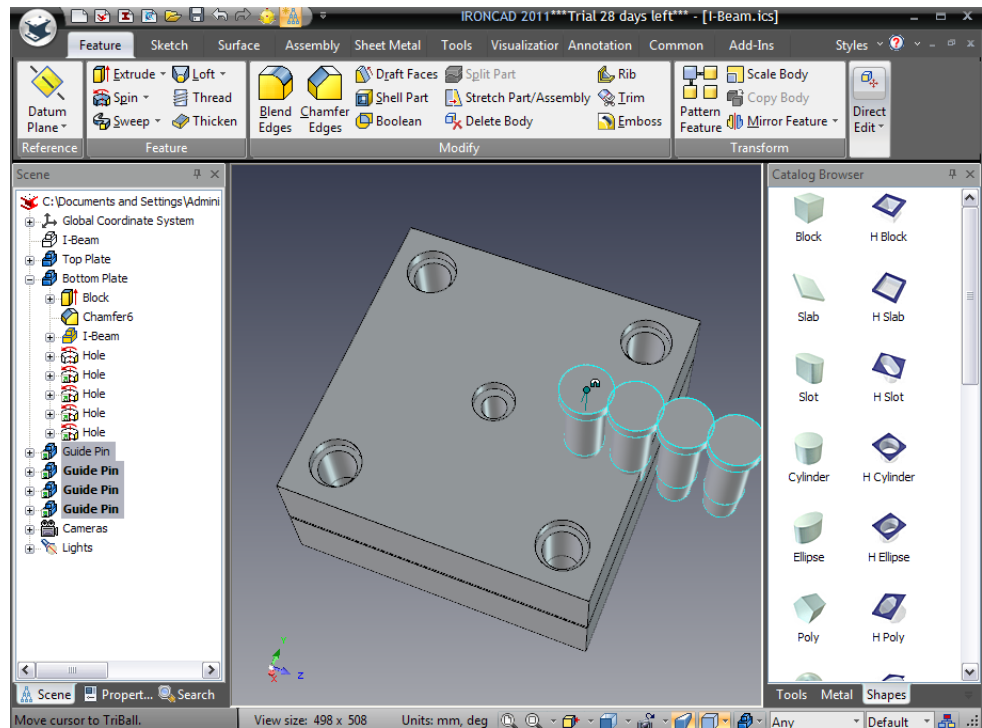 IRONCAD 2011***Trial 28 days left*** - [I-Beam.ics]
Feature Sketch Surface Assembly Sheet Metal Tools Visualization Annotation Common Add-Ins Styles
Datum Plane
Reference
Extrude Loft
Spin Thread
Sweep Thicken
Feature
Blend Edges
Chamfer Edges
Draft Faces Split Part Rib
Shell Part Stretch Part/Assembly Trim
Boolean Delete Body Emboss
Modify
Pattern Feature
Scale Body
Copy Body
Mirror Feature
Transform
Direct Edit
Scene
C:\Documents and Settings\Admini
Global Coordinate System
I-Beam
Top Plate
Bottom Plate
Block
Chamfer6
I-Beam
Hole
Hole
Hole
Hole
Hole
Guide Pin
Guide Pin
Guide Pin
Guide Pin
Cameras
Lights
Scene Propert... Search
z
Catalog Browser
Block H Block
Slab H Slab
Slot H Slot
Cylinder H Cylinder
Ellipse H Ellipse
Poly H Poly
Tools Metal Shapes
Move cursor to TriBall. View size: 498 x 508 Units: mm, deg Any Default